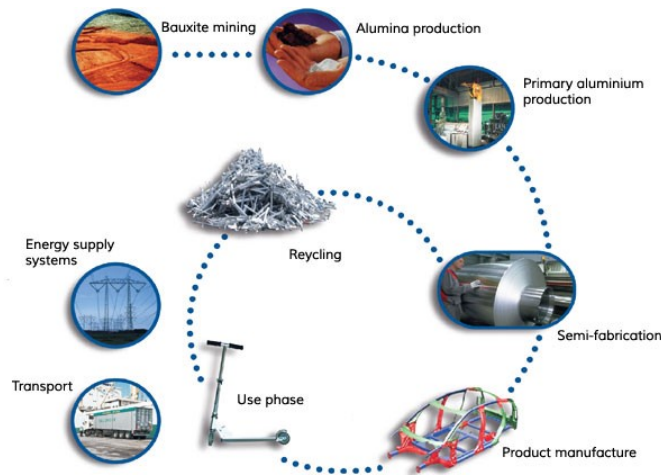 Bauxite mining
Alumina production
Primary aluminium
production
Reycling
Energy supply
systems
Semi-fabrication
Transport
Use phase
Product manufacture